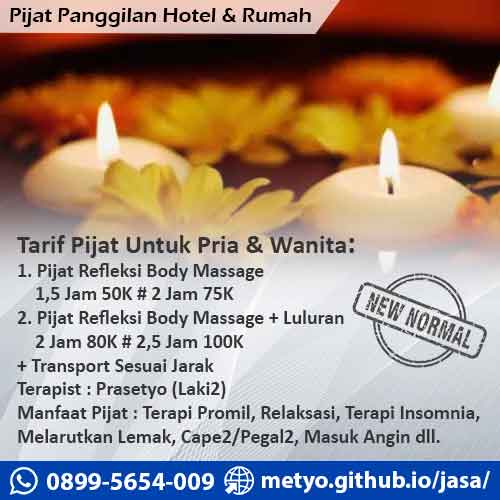 Pijat Panggilan Hotel & Rumah
Tarif Pijat Untuk Pria & Wanita:
1. Pijat Refleksi Body Massage
1,5 Jam 50K # 2 Jam 75K
2. Pijat Refleksi Body Massage + Luluran
2 Jam 80K # 2,5 Jam 100K
+ Transport Sesuai Jarak
Terapist : Prasetyo (Laki2)
Manfaat Pijat : Terapi Promil, Relaksasi, Terapi Insomnia,
Melarutkan Lemak, Cape2/Pegal2, Masuk Angin dll.
NEW NORMAL
0899-5654-009 metyo.github.io/jasa/